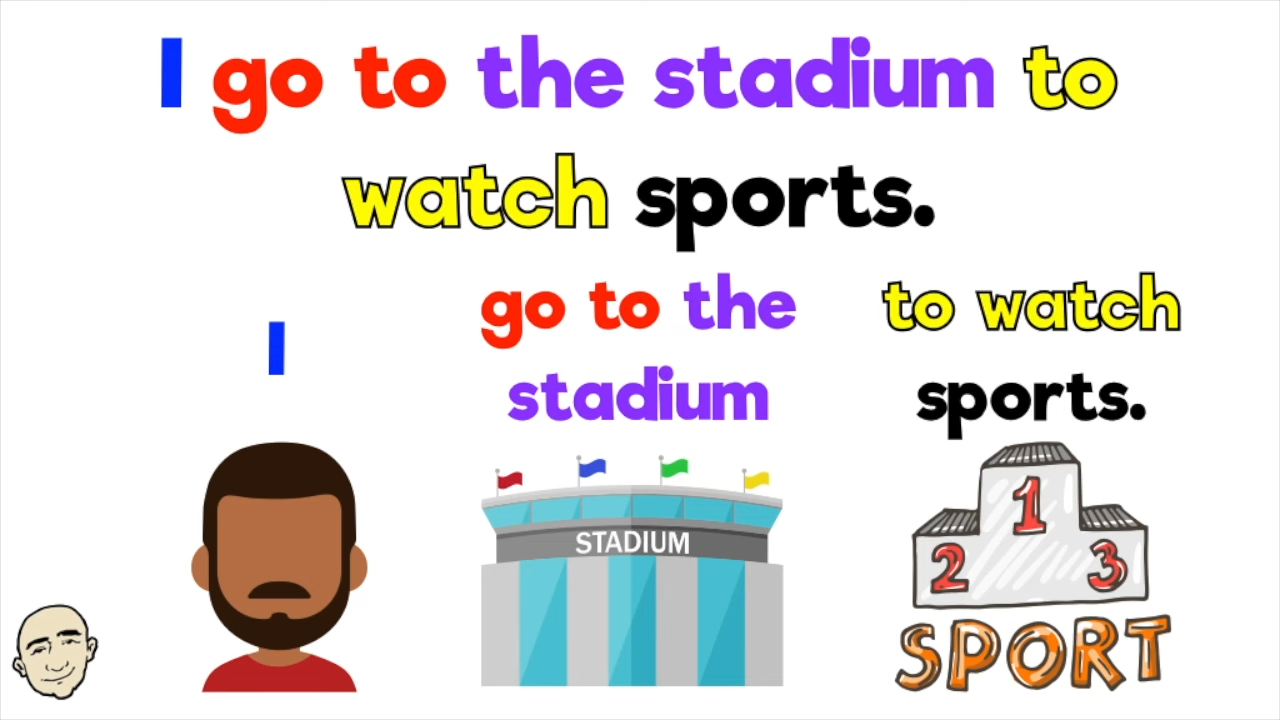 I go to the stadium to
watch sports.
I
go to the
stadium
to watch
sports.
STADIUM
1
2 3
SPORT